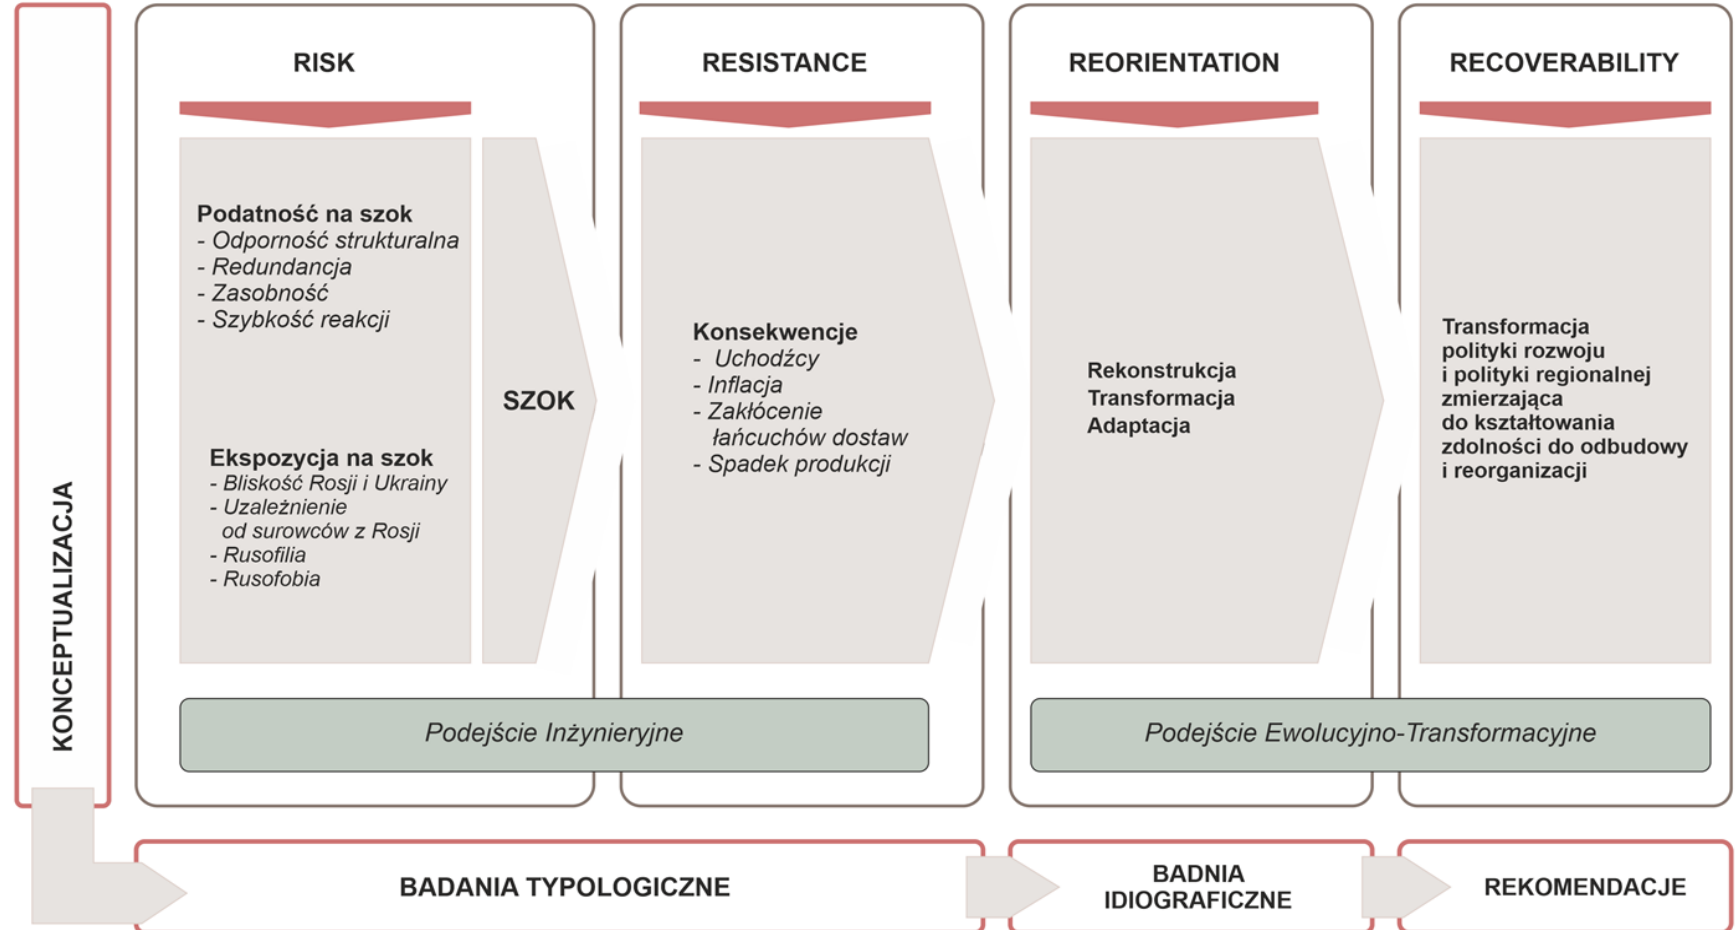 KONCEPTUALIZACJA
RISK
Podatność na szok
- Odporność strukturalna
- Redundancja
- Zasobność
- Szybkość reakcji
Ekspozycja na szok
- Bliskość Rosji i Ukrainy
- Uzależnienie
od surowców z Rosji
- Rusofilia
- Rusofobia
SZOK
RESISTANCE
Konsekwencje
- Uchodźcy
- Inflacja
- Zakłócenie
łańcuchów dostaw
- Spadek produkcji
Podejście Inżynieryjne
REORIENTATION
Rekonstrukcja
Transformacja
Adaptacja
RECOVERABILITY
Transformacja
polityki rozwoju
i polityki regionalnej
zmierzająca
do kształtowania
zdolności do odbudowy
i reorganizacji
Podejście Ewolucyjno-Transformacyjne
BADANIA TYPOLOGICZNE
BADNIA
IDIOGRAFICZNE
REKOMENDACJE